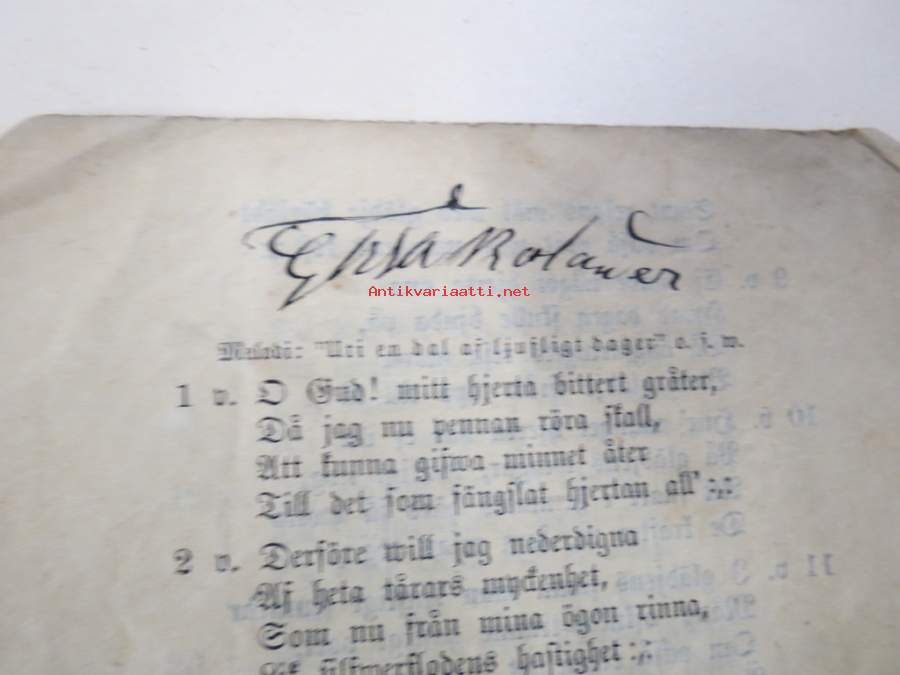 Antikvariaatti.net
Melodi: "Uti en dal af ljufligt dager" o. s. w.
1 v. O Gud! mitt hjerta bittert gråter,
Då jag nu pennan röra skall,
Att kunna gifwa minnet åter
Till det som fängslat hjertan all' :,:
2 v. Derföre will jag nederdigna
Af heta tårars myckenhet,
Som nu från mina ögon rinna,
silfwerflodens hastighet :,: